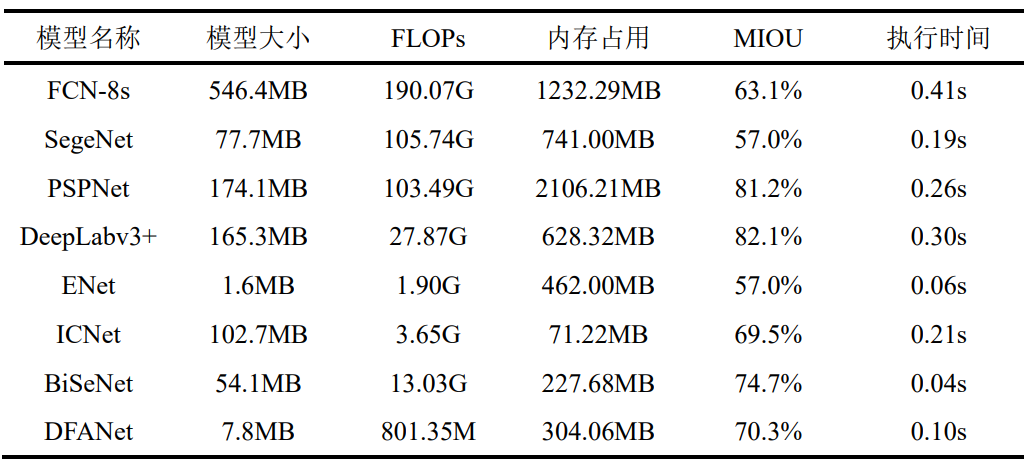 模型名称 模型大小 FLOPs 内存占用 MIOU 执行时间
FCN-8s 546.4MB 190.07G 1232.29MB 63.1% 0.41s
SegeNet 77.7MB 105.74G 741.00MB 57.0% 0.19s
PSPNet 174.1MB 103.49G 2106.21MB 81.2% 0.26s
DeepLabv3+ 165.3MB 27.87G 628.32MB 82.1% 0.30s
ENet 1.6MB 1.90G 462.00MB 57.0% 0.06s
ICNet 102.7MB 3.65G 71.22MB 69.5% 0.21s
BiSeNet 54.1MB 13.03G 227.68MB 74.7% 0.04s
DFANet 7.8MB 801.35M 304.06MB 70.3% 0.10s